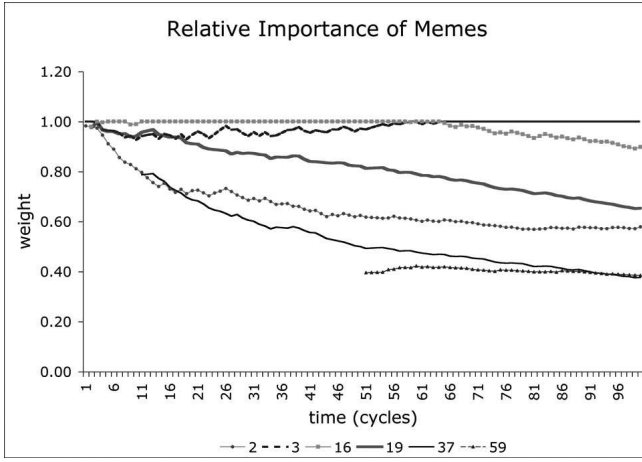 Relative Importance of Memes
1.20
1.00
0.80
0.60
0.40
0.20
0.00
weight
1 6 11 16 21 26 31 36 41 46 51 56 61 66 71 76 81 86 91 96
time (cycles)
2 3 16 19 37 59